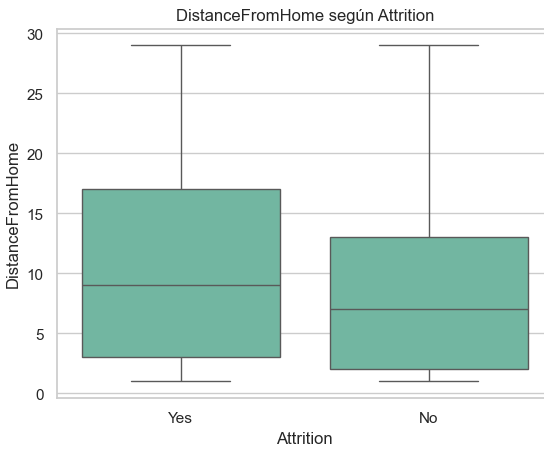 DistanceFromHome según Attrition
30
25
20
15
10
5
0
DistanceFromHome
Yes
No
Attrition